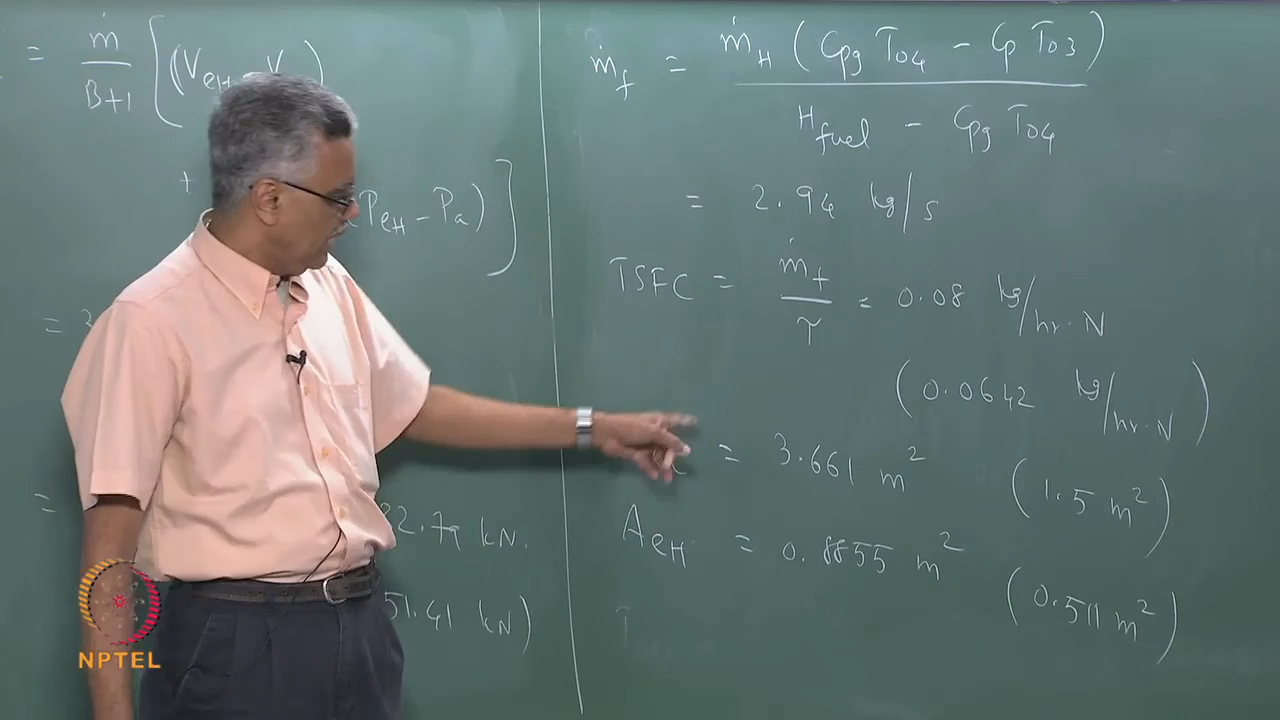 = ṁ / B+1 [ (VeH - V )
+ PeH - Pa) ]
= 3
= 32.79 kN.
51.41 kN)
ṁf = ṁH (Cpg T04 - Cp T03) / Hfuel - Cpg T04
= 2.94 kg/s
TSFC = ṁf / τ = 0.08 kg/hr.N
(0.0642 kg/hr.N)
= 3.661 m² (1.5 m²)
AeH = 0.8855 m² (0.511 m²)
NPTEL